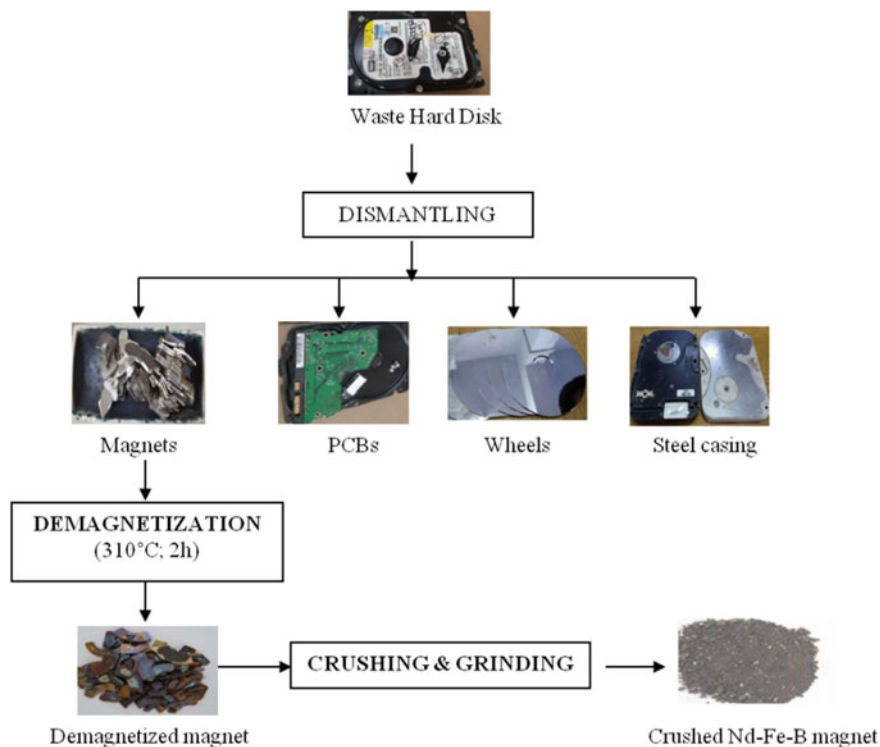 Waste Hard Disk
DISMANTLING
Magnets
PCBs
Wheels
Steel casing
DEMAGNETIZATION
(310°C; 2h)
CRUSHING & GRINDING
Demagnetized magnet
Crushed Nd-Fe-B magnet